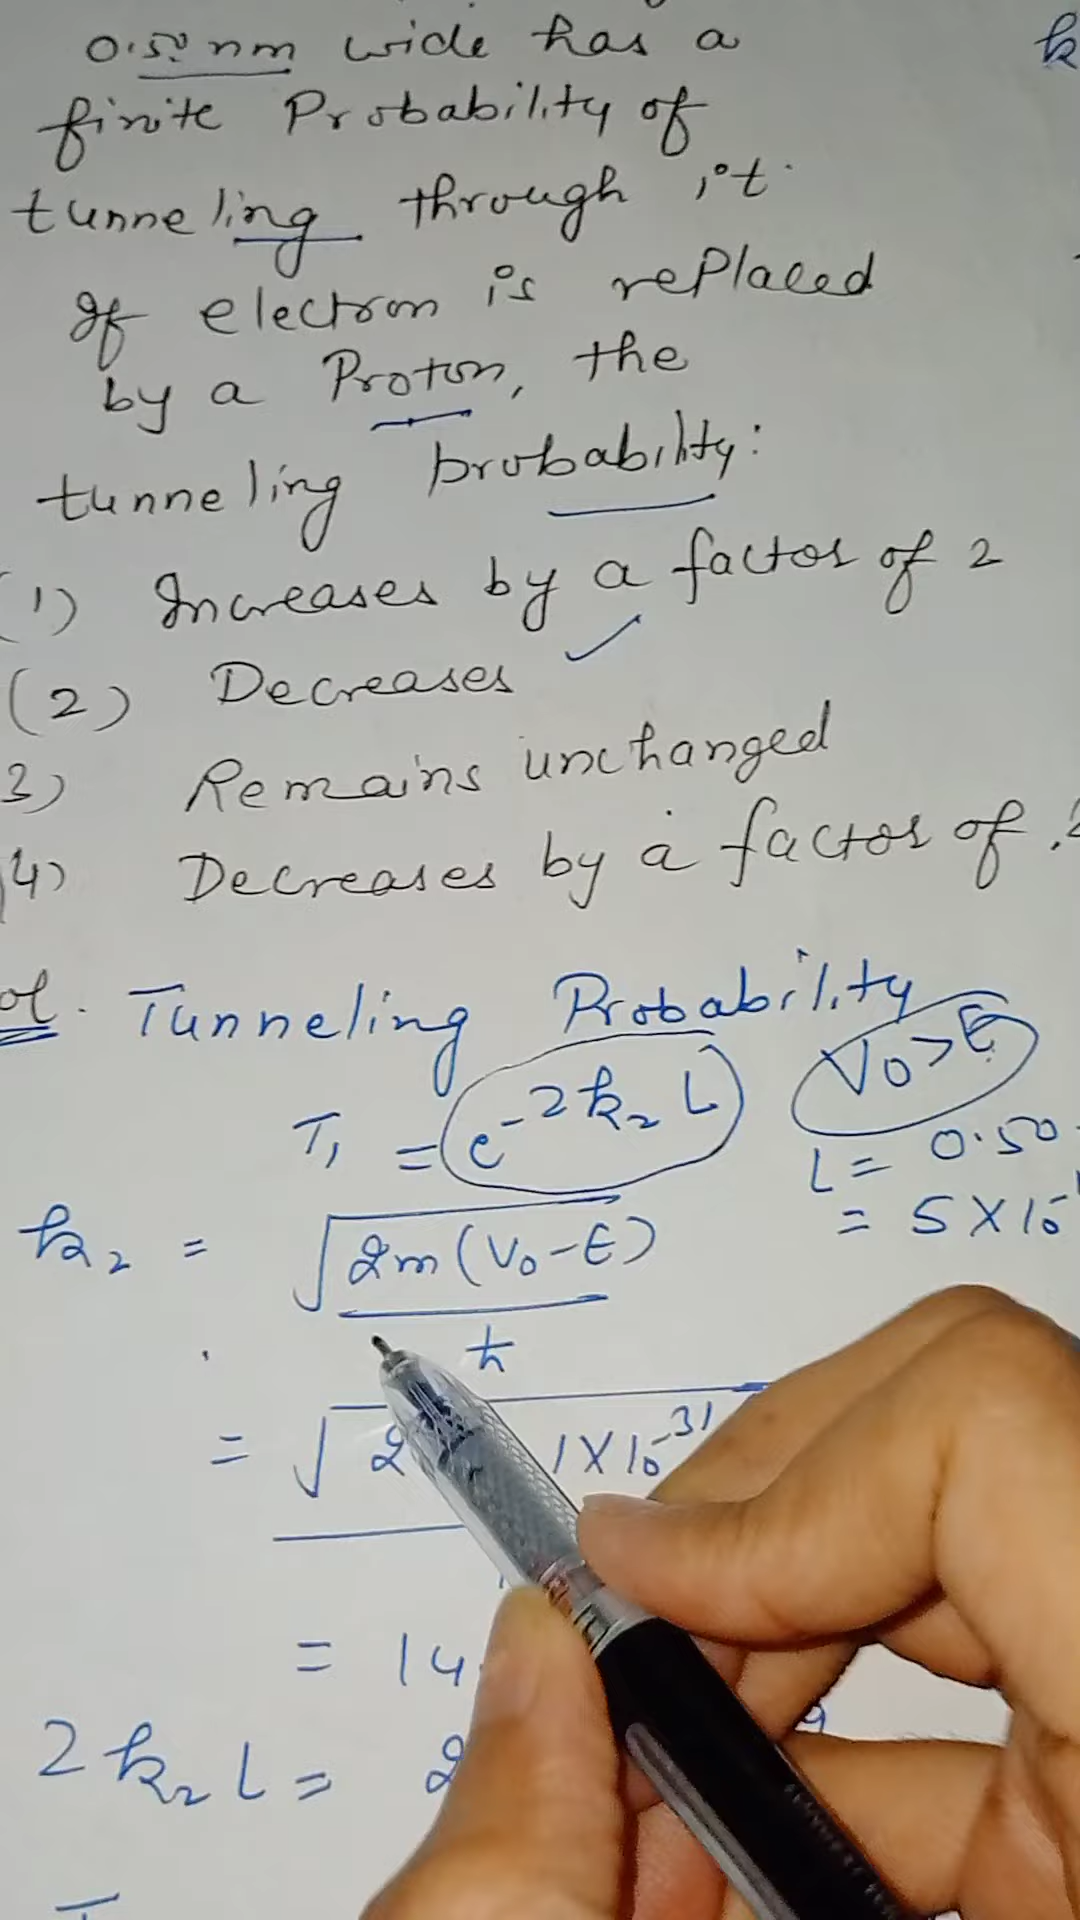 0.50 nm wide has a
finite Probability of
tunneling through it.
If electron is replaced
by a Proton, the
tunneling probability:
1) Increases by a factor of 2
(2) Decreases ✓
3) Remains unchanged
4) Decreases by a factor of
Tunneling Probability
T₁ = e^{-2k₂L} V₀>E
L = 0.50
k₂ = √2m(V₀-E) / ħ = 5×10⁻
= √2 1×10⁻³¹
= 14
2k₂L =